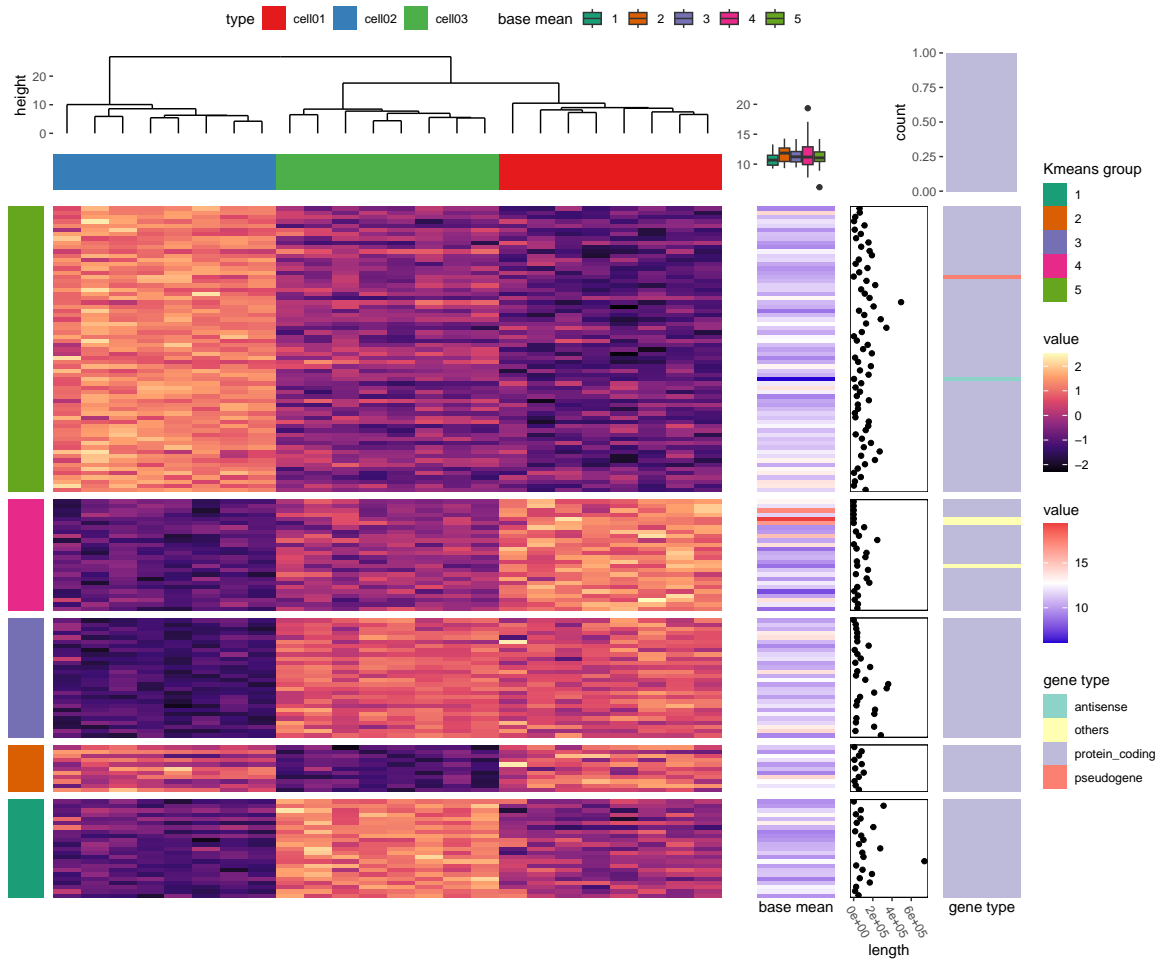 type cell01 cell02 cell03 base mean 1 2 3 4 5
height
20
10
0
20
15
10
count
1.00
0.75
0.50
0.25
0.00
Kmeans group
1
2
3
4
5
value
2
1
0
−1
−2
value
15
10
gene type
antisense
others
protein_coding
pseudogene
base mean
0e+00 2e+05 4e+05 6e+05
length
gene type